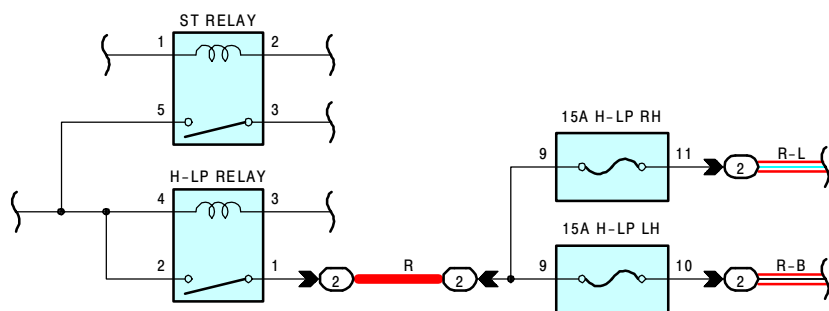 ST RELAY
1 2
5 3
15A H-LP RH
9 11 2 R-L
H-LP RELAY
4 3
15A H-LP LH
2 1 2 R 2 9 10 2 R-B